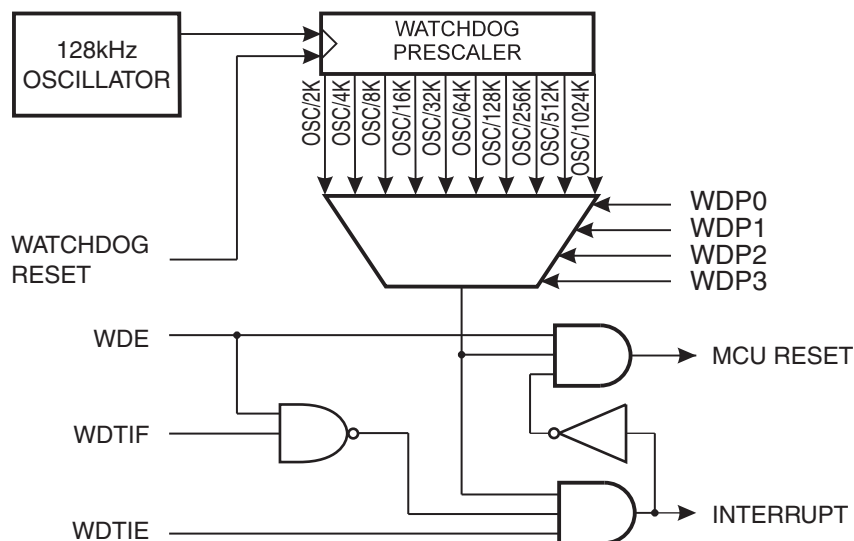 128kHz
OSCILLATOR
WATCHDOG
PRESCALER
OSC/2K
OSC/4K
OSC/8K
OSC/16K
OSC/32K
OSC/64K
OSC/128K
OSC/256K
OSC/512K
OSC/1024K
WDP0
WDP1
WDP2
WDP3
WATCHDOG
RESET
WDE
MCU RESET
WDTIF
INTERRUPT
WDTIE